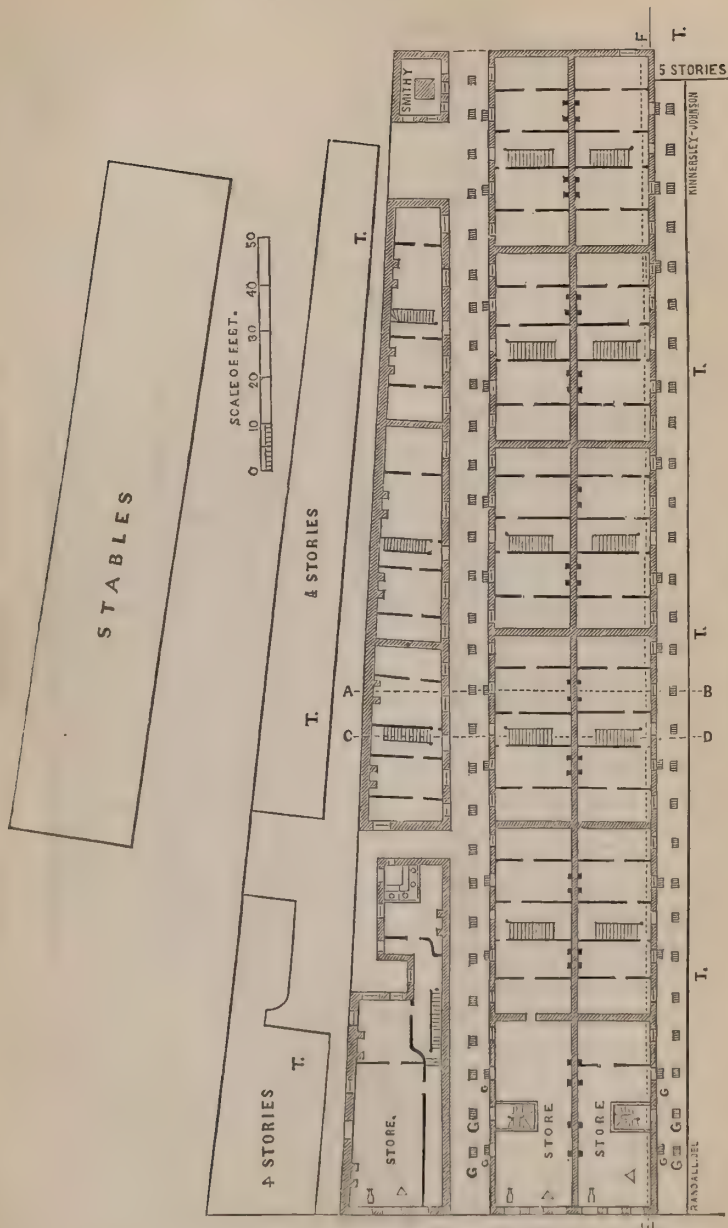 F
T.
5 STORIES
SMITHY
KINNERSLEY-JOHNSON
T.
SCALE OF FEET.
0 10 20 30 40 50
STABLES
4 STORIES
T.
T.
T.
A
B
C
D
4 STORIES
T.
T.
STORE.
STORE
STORE
G
G
G
G
G
G
G
G
RANDALL.DEL
E